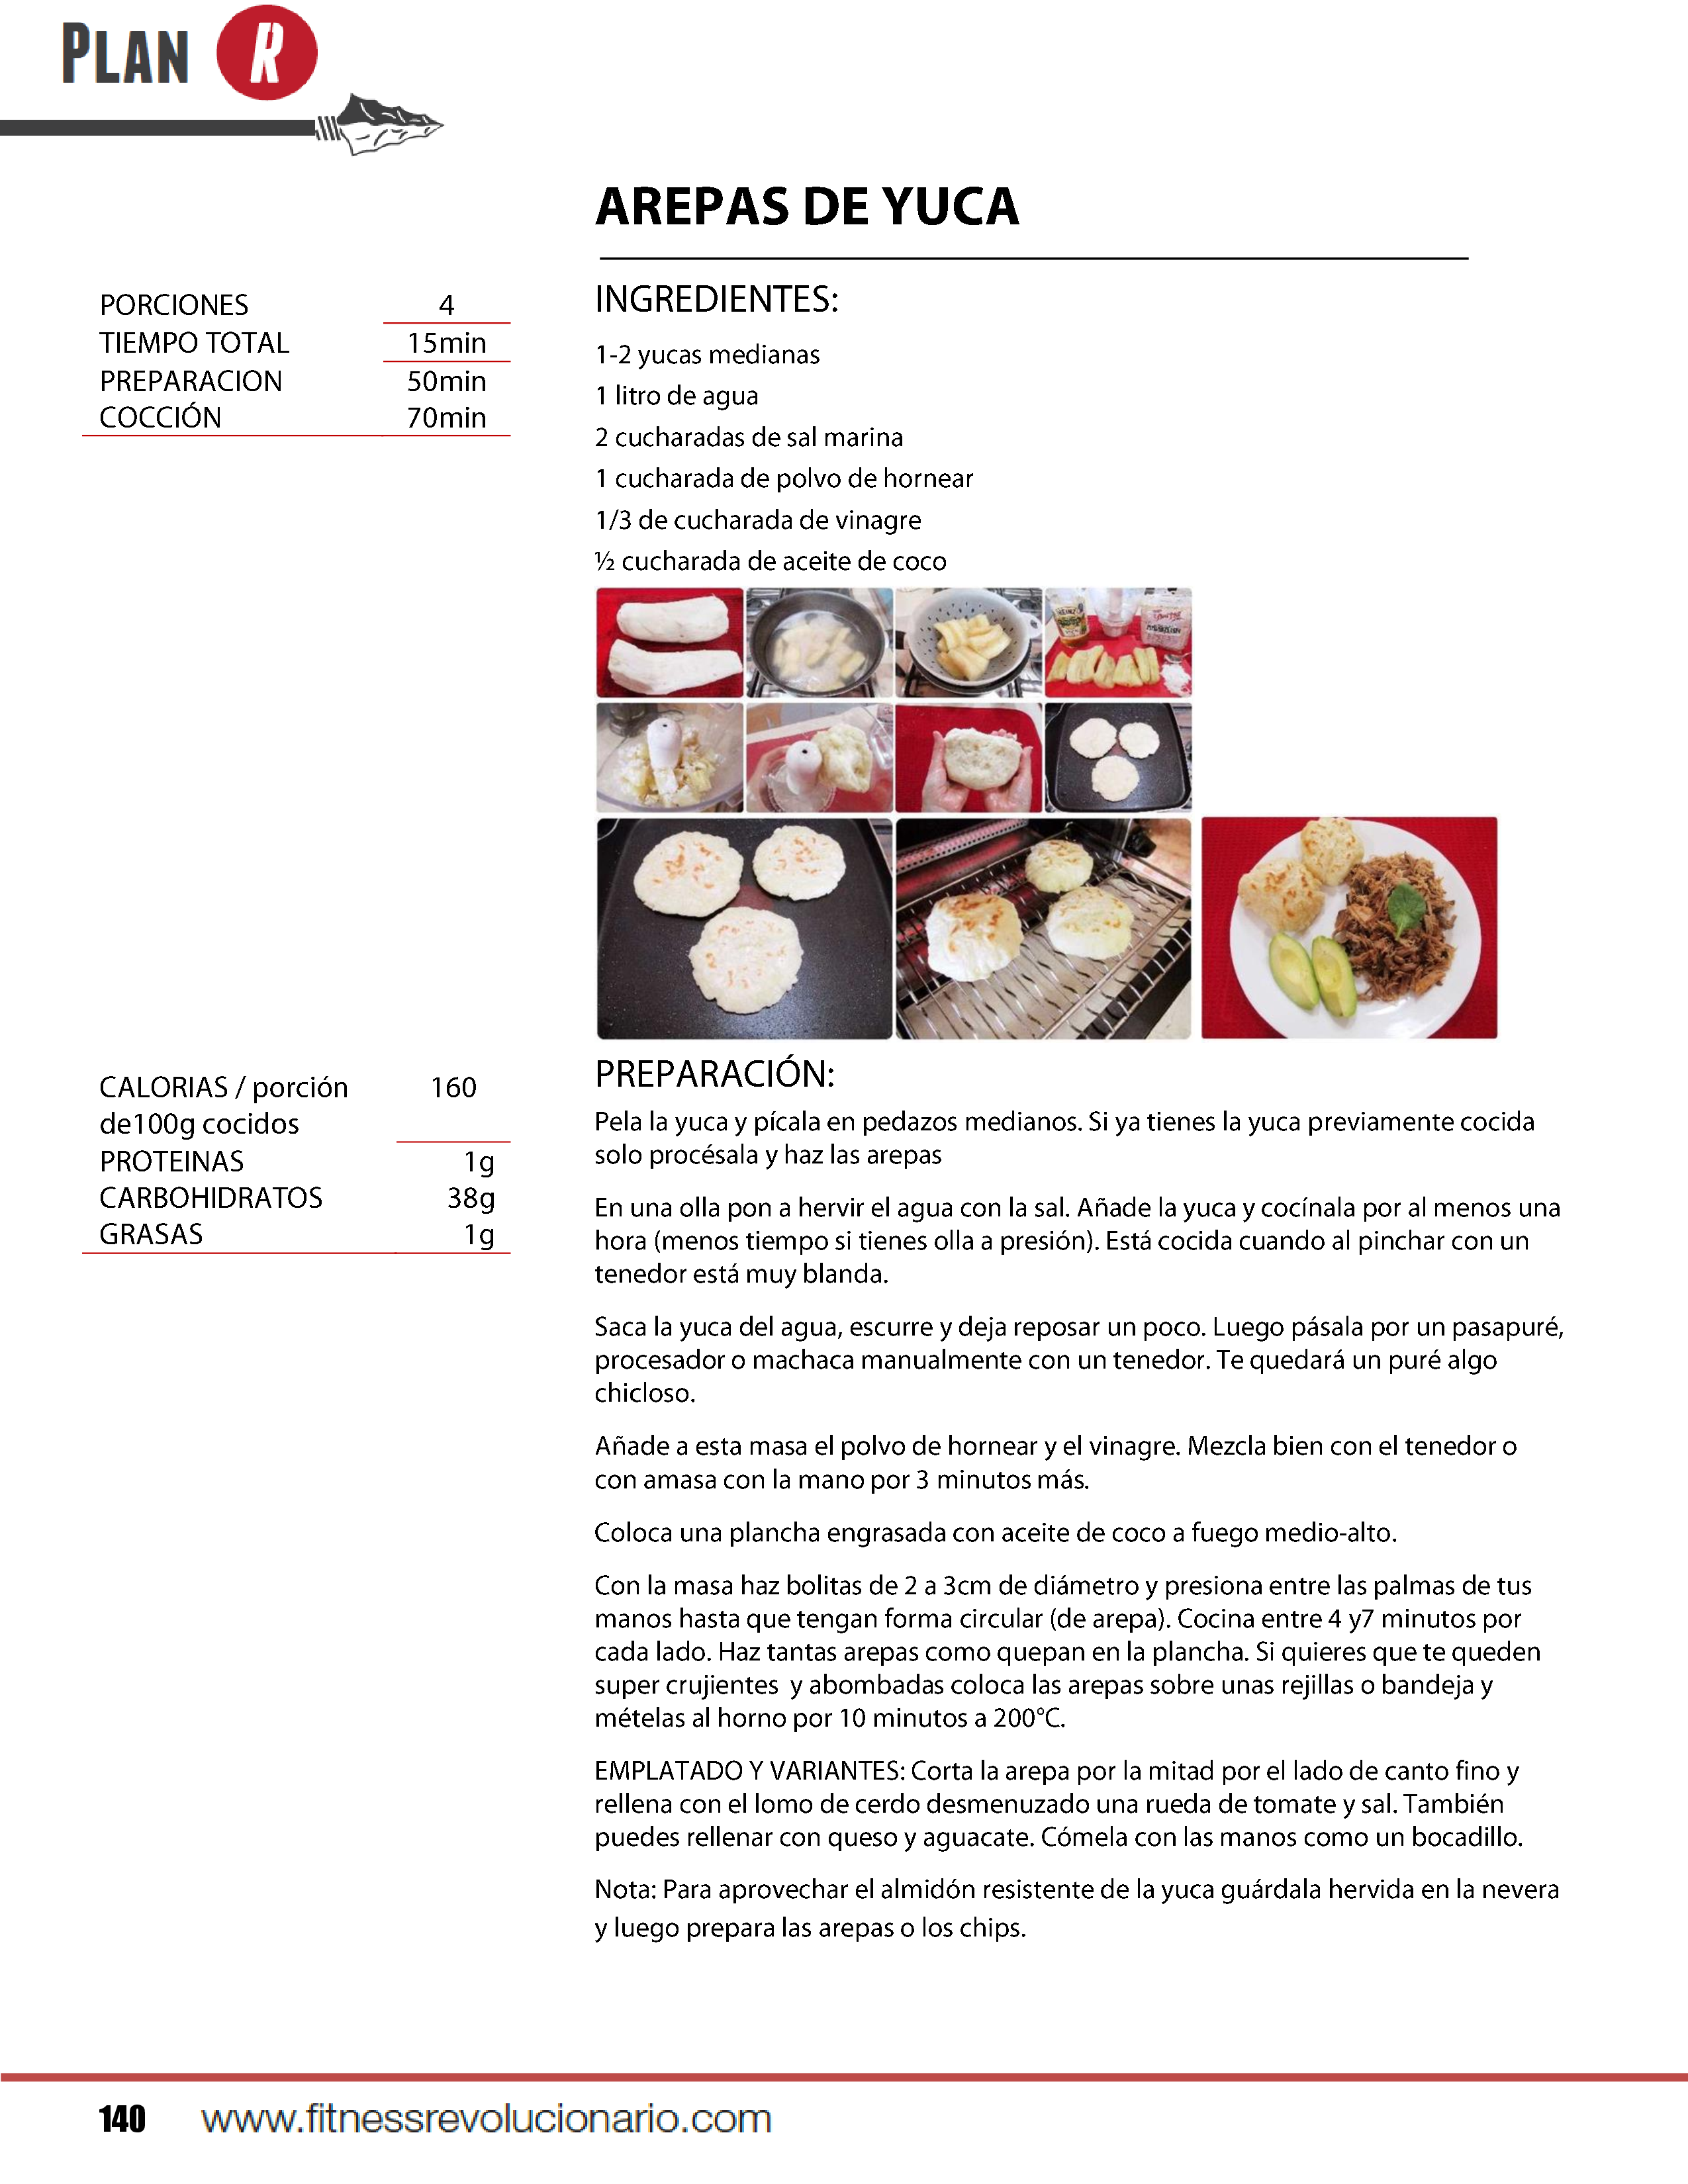 PLAN R
AREPAS DE YUCA
PORCIONES 4
TIEMPO TOTAL 15min
PREPARACION 50min
COCCIÓN 70min
INGREDIENTES:
1-2 yucas medianas
1 litro de agua
2 cucharadas de sal marina
1 cucharada de polvo de hornear
1/3 de cucharada de vinagre
½ cucharada de aceite de coco
CALORIAS / porción 160
de100g cocidos
PROTEINAS 1g
CARBOHIDRATOS 38g
GRASAS 1g
PREPARACIÓN:
Pela la yuca y pícala en pedazos medianos. Si ya tienes la yuca previamente cocida
solo procésala y haz las arepas
En una olla pon a hervir el agua con la sal. Añade la yuca y cocínala por al menos una
hora (menos tiempo si tienes olla a presión). Está cocida cuando al pinchar con un
tenedor está muy blanda.
Saca la yuca del agua, escurre y deja reposar un poco. Luego pásala por un pasapuré,
procesador o machaca manualmente con un tenedor. Te quedará un puré algo
chicloso.
Añade a esta masa el polvo de hornear y el vinagre. Mezcla bien con el tenedor o
con amasa con la mano por 3 minutos más.
Coloca una plancha engrasada con aceite de coco a fuego medio-alto.
Con la masa haz bolitas de 2 a 3cm de diámetro y presiona entre las palmas de tus
manos hasta que tengan forma circular (de arepa). Cocina entre 4 y7 minutos por
cada lado. Haz tantas arepas como quepan en la plancha. Si quieres que te queden
super crujientes y abombadas coloca las arepas sobre unas rejillas o bandeja y
mételas al horno por 10 minutos a 200°C.
EMPLATADO Y VARIANTES: Corta la arepa por la mitad por el lado de canto fino y
rellena con el lomo de cerdo desmenuzado una rueda de tomate y sal. También
puedes rellenar con queso y aguacate. Cómela con las manos como un bocadillo.
Nota: Para aprovechar el almidón resistente de la yuca guárdala hervida en la nevera
y luego prepara las arepas o los chips.
140 www.fitnessrevolucionario.com